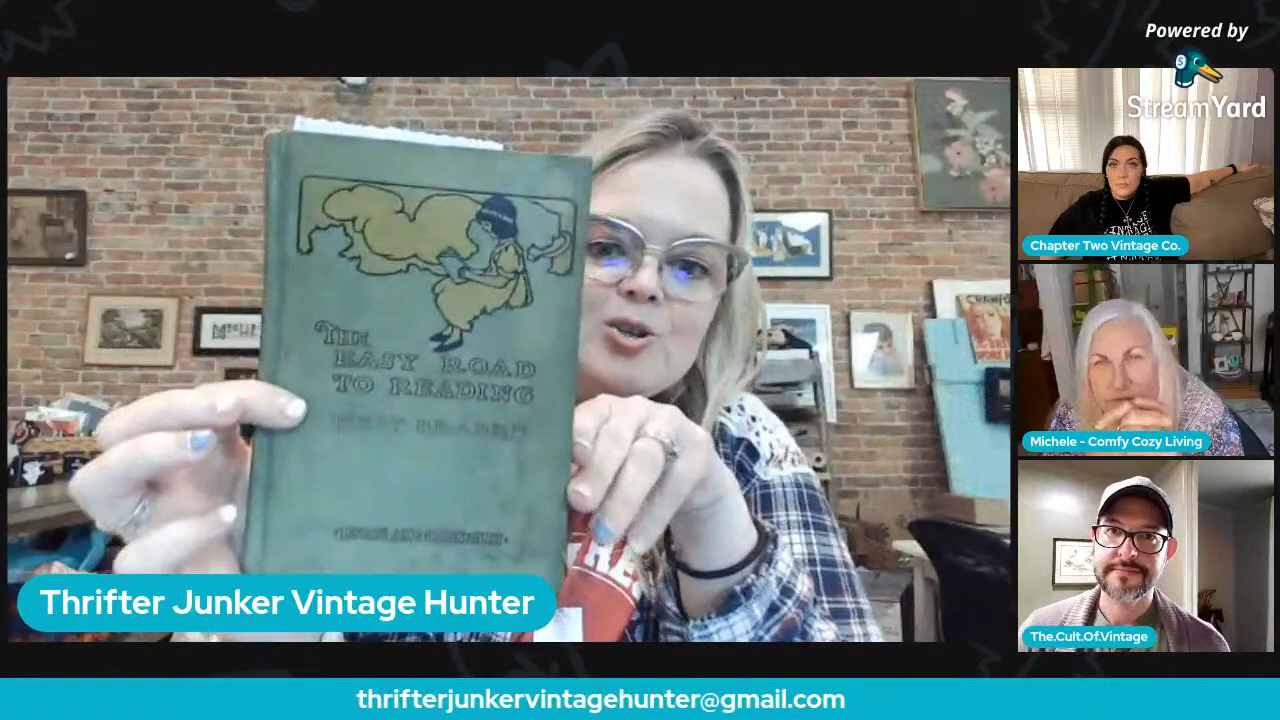 Powered by
StreamYard
THE
EASY ROAD
TO READING
Thrifter Junker Vintage Hunter
Chapter Two Vintage Co.
Michele - Comfy Cozy Living
The.Cult.Of.Vintage
thrifterjunkervintagehunter@gmail.com